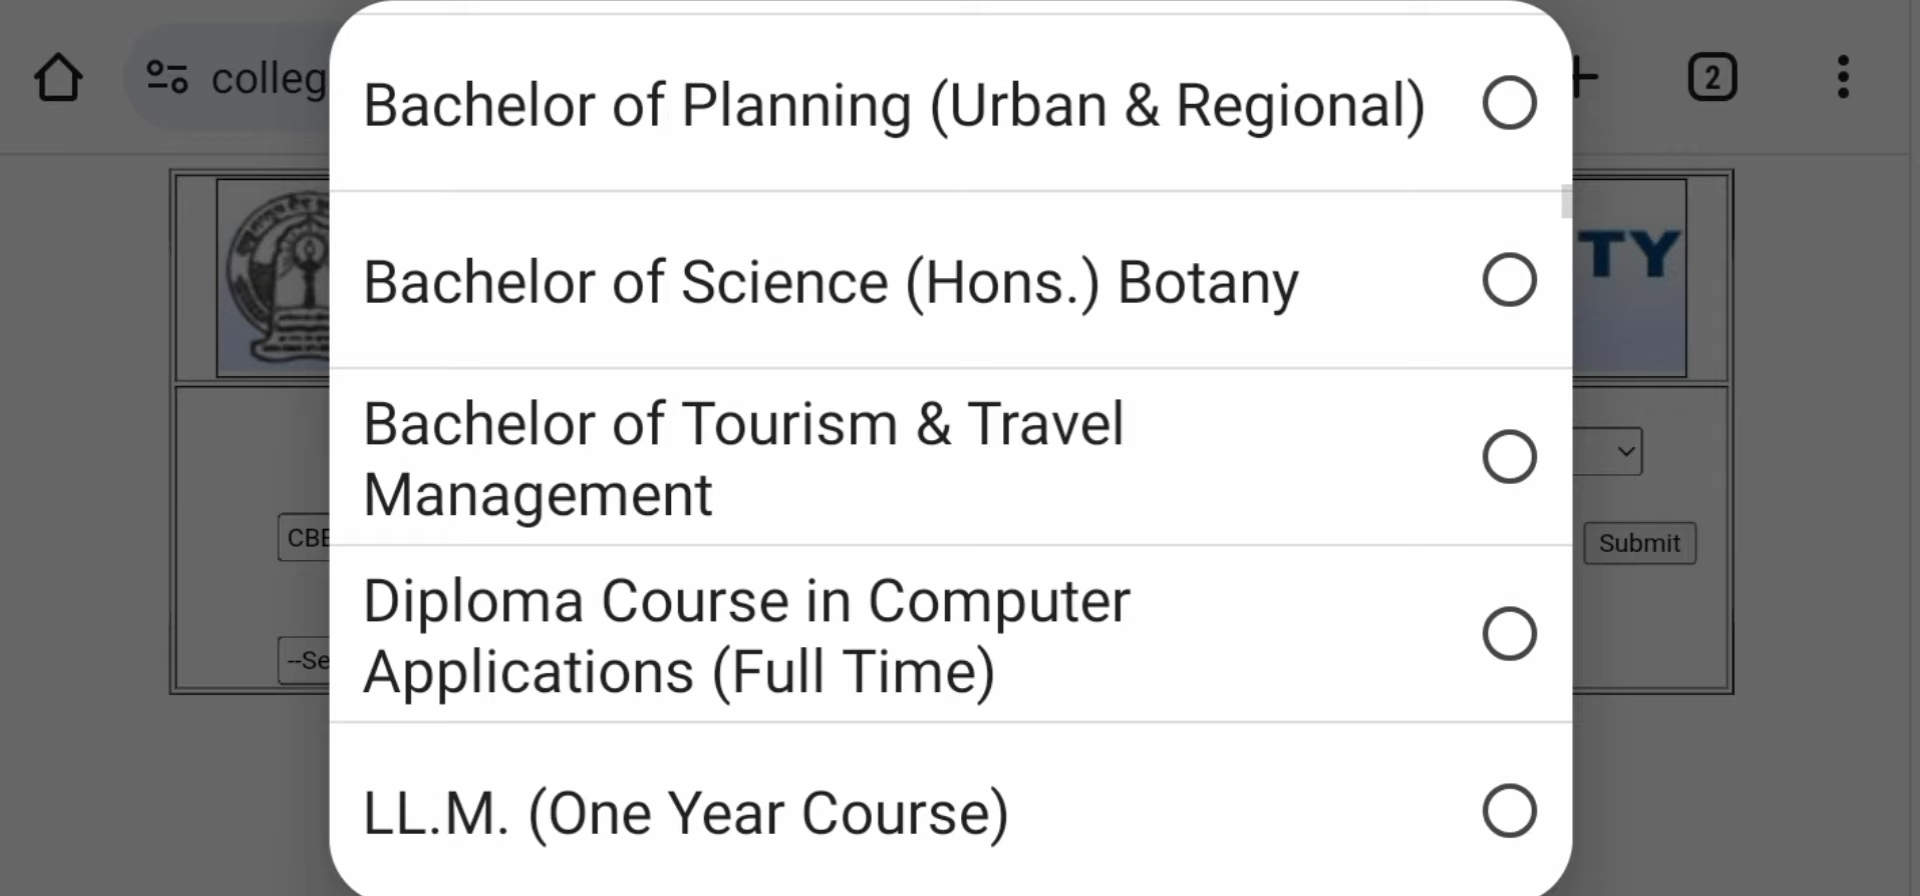 colleg
2
Bachelor of Planning (Urban & Regional)
Bachelor of Science (Hons.) Botany
TY
Bachelor of Tourism & Travel
Management
CBE
Submit
Diploma Course in Computer
Applications (Full Time)
--Se
LL.M. (One Year Course)